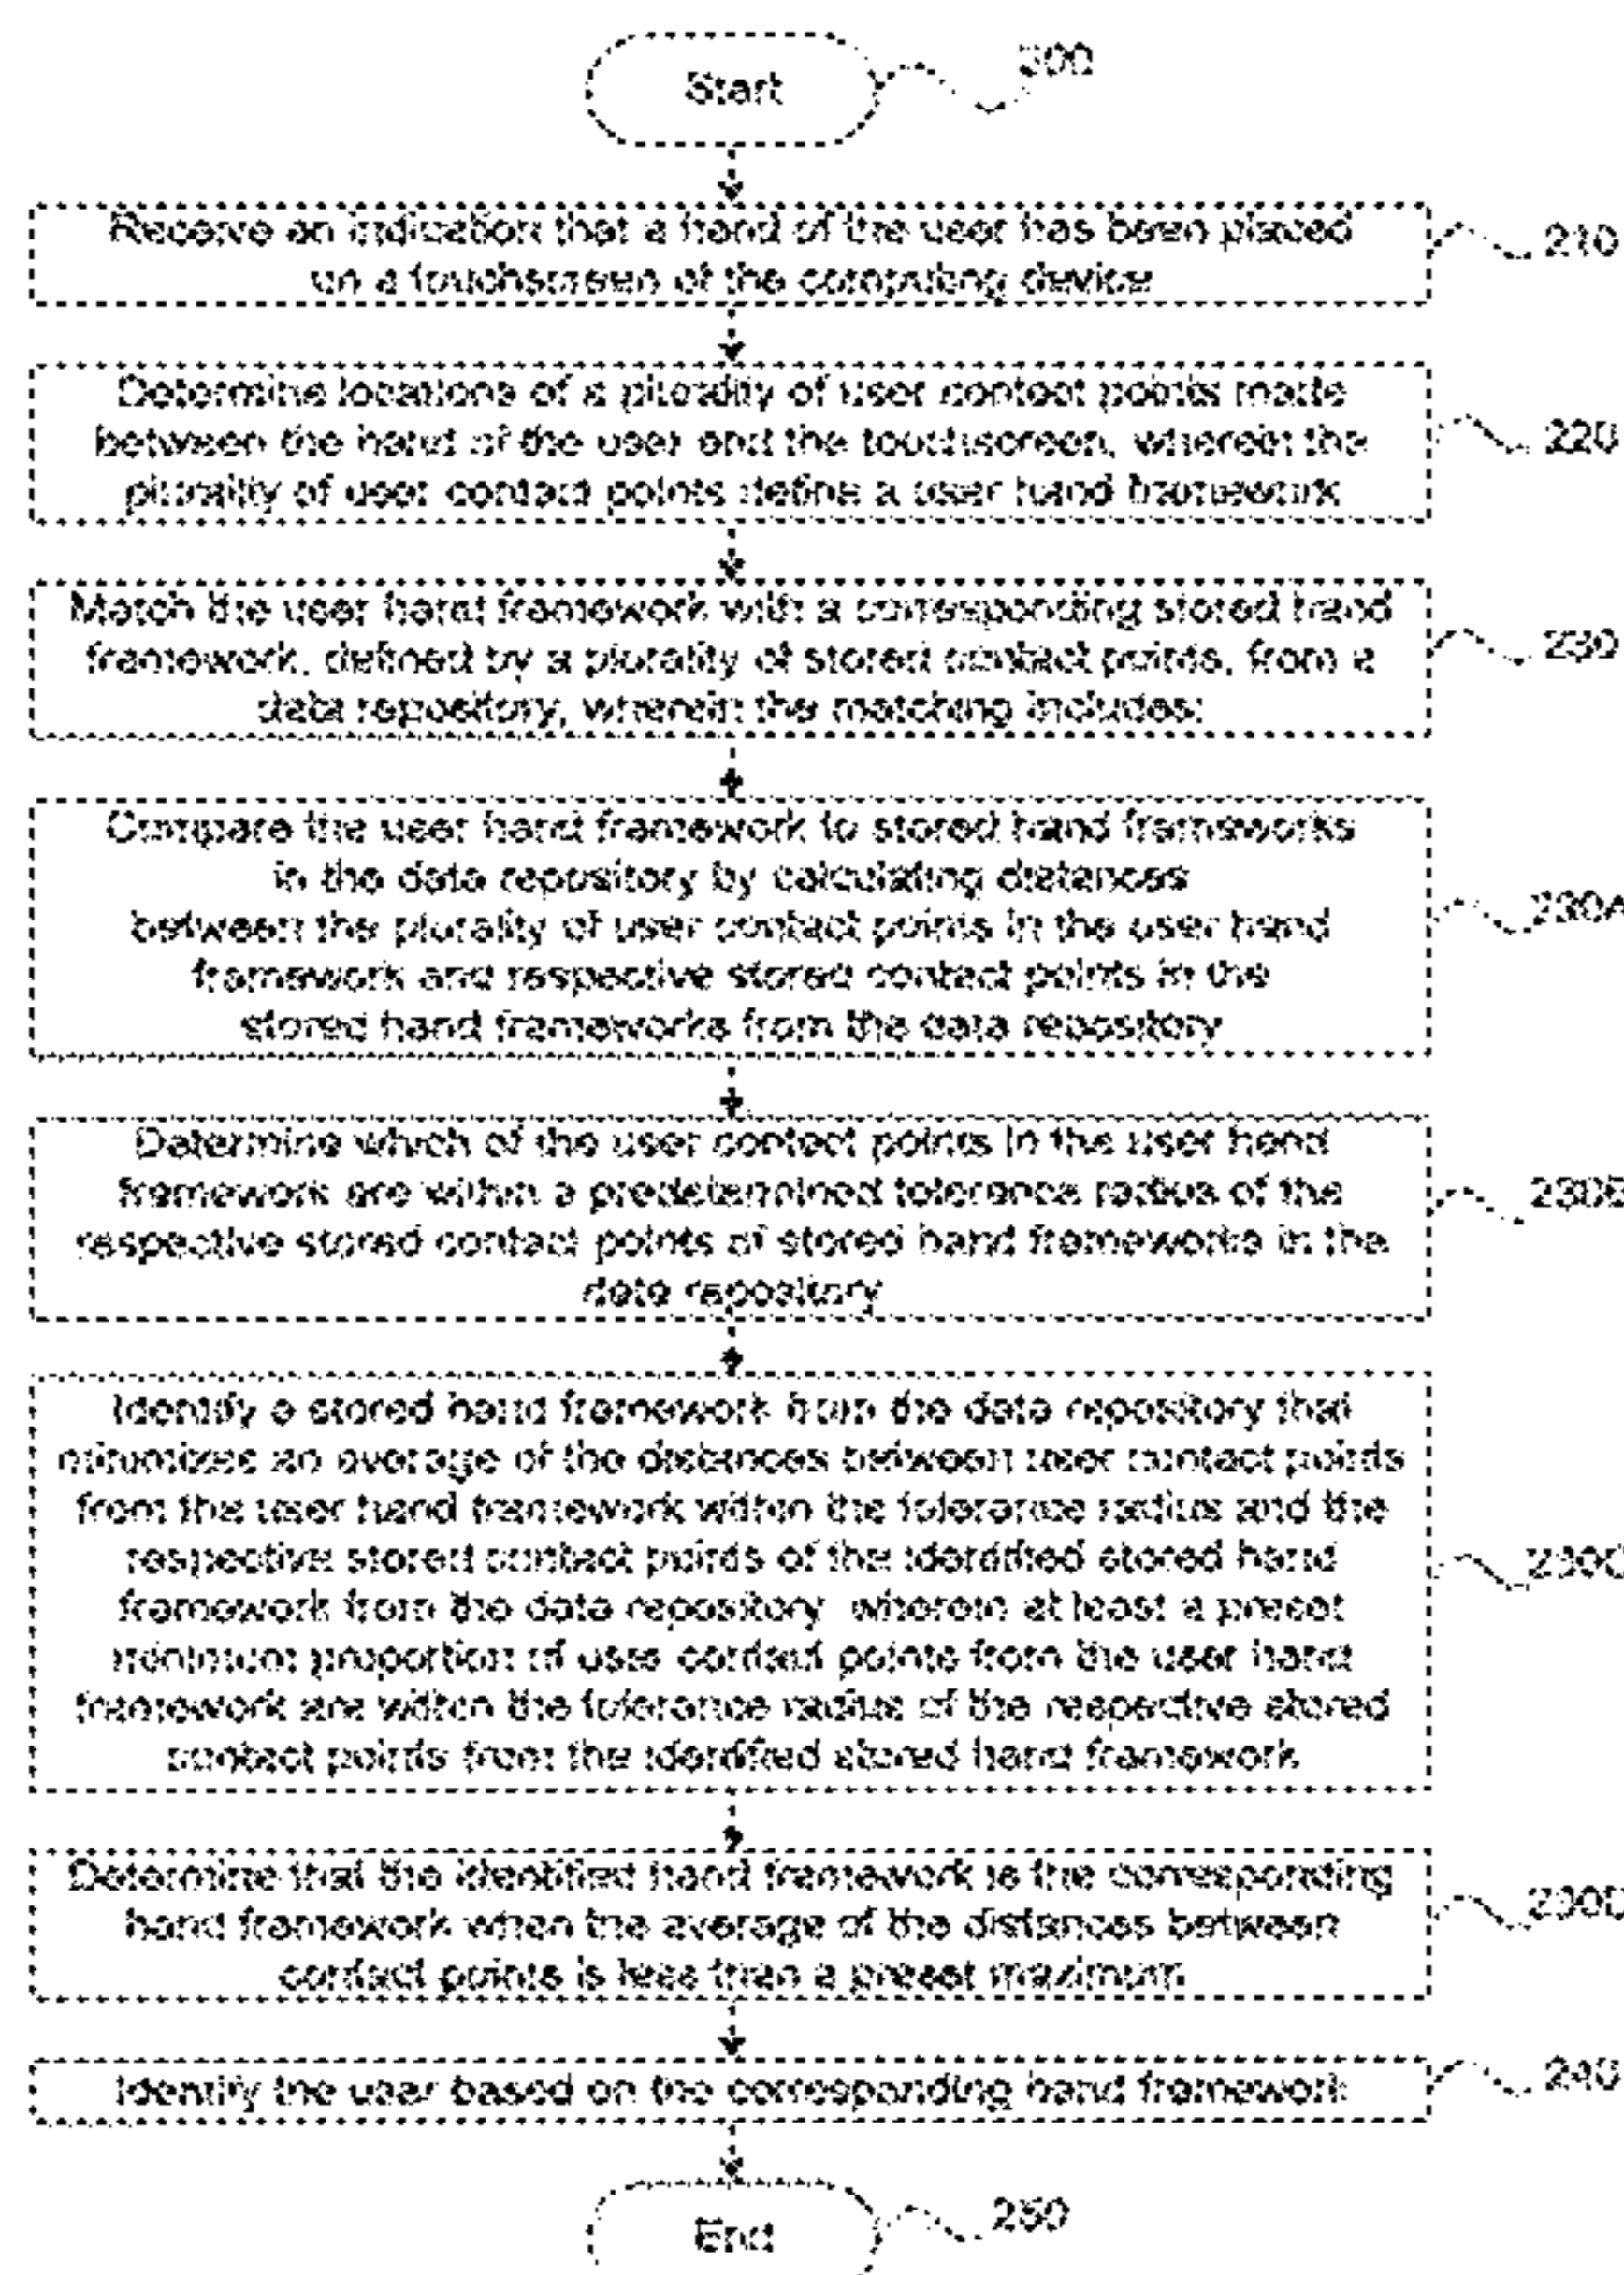 Start
300
Receive an indication that a hand of the user has been placed
on a touchscreen of the computing device
210
Determine locations of a plurality of user contact points made
between the hand of the user and the touchscreen, wherein the
plurality of user contact points define a user hand framework
220
Match the user hand framework with a corresponding stored hand
framework, defined by a plurality of stored contact points, from a
data repository, wherein the matching includes:
230
Compare the user hand framework to stored hand frameworks
in the data repository by calculating distances
between the plurality of user contact points in the user hand
framework and respective stored contact points in the
stored hand frameworks from the data repository
230A
Determine which of the user contact points in the user hand
framework are within a predetermined tolerance radius of the
respective stored contact points of stored hand frameworks in the
data repository
230B
Identify a stored hand framework from the data repository that
minimizes an average of the distances between user contact points
from the user hand framework within the tolerance radius and the
respective stored contact points of the identified stored hand
framework from the data repository wherein at least a preset
minimum proportion of user contact points from the user hand
framework are within the tolerance radius of the respective stored
contact points from the identified stored hand framework
230C
Determine that the identified hand framework is the corresponding
hand framework when the average of the distances between
contact points is less than a preset maximum
230D
Identify the user based on the corresponding hand framework
240
End
250